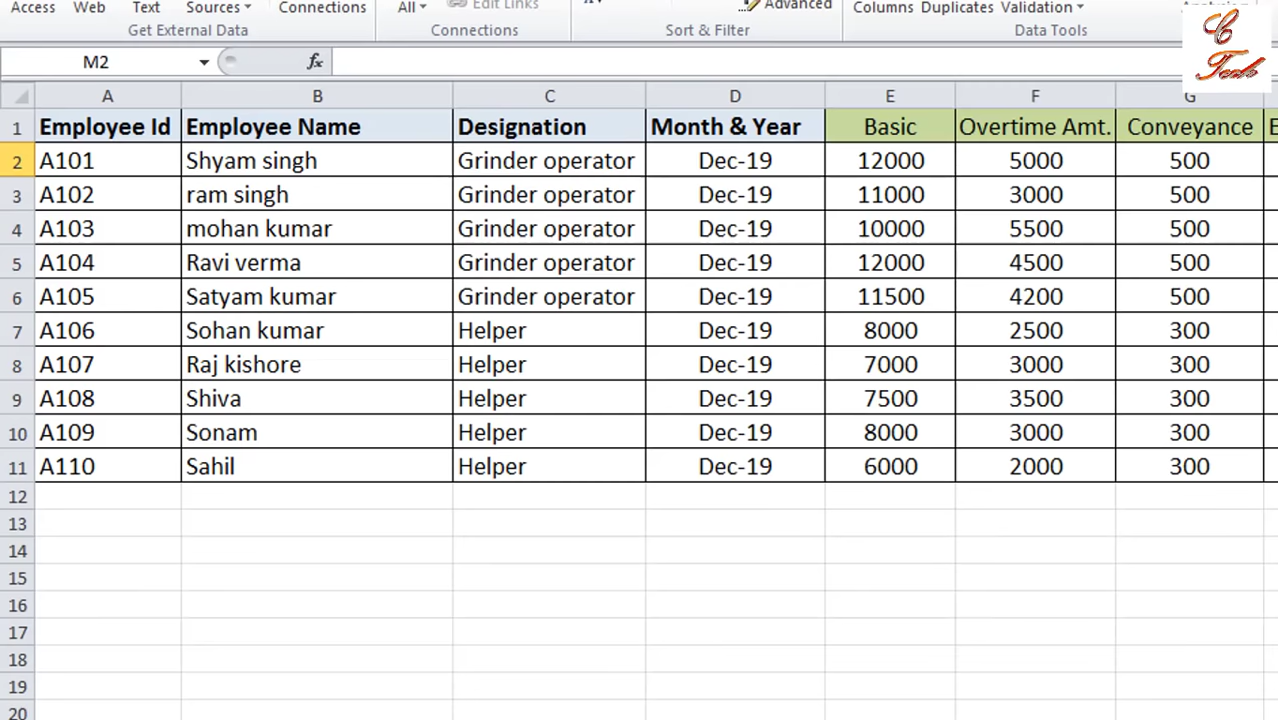 Access Web Text Sources Connections All Edit Links Advanced Columns Duplicates Validation
Get External Data Connections Sort & Filter Data Tools
C Tech
M2 fx
A B C D E F G
1 Employee Id Employee Name Designation Month & Year Basic Overtime Amt. Conveyance
2 A101 Shyam singh Grinder operator Dec-19 12000 5000 500
3 A102 ram singh Grinder operator Dec-19 11000 3000 500
4 A103 mohan kumar Grinder operator Dec-19 10000 5500 500
5 A104 Ravi verma Grinder operator Dec-19 12000 4500 500
6 A105 Satyam kumar Grinder operator Dec-19 11500 4200 500
7 A106 Sohan kumar Helper Dec-19 8000 2500 300
8 A107 Raj kishore Helper Dec-19 7000 3000 300
9 A108 Shiva Helper Dec-19 7500 3500 300
10 A109 Sonam Helper Dec-19 8000 3000 300
11 A110 Sahil Helper Dec-19 6000 2000 300
12
13
14
15
16
17
18
19
20